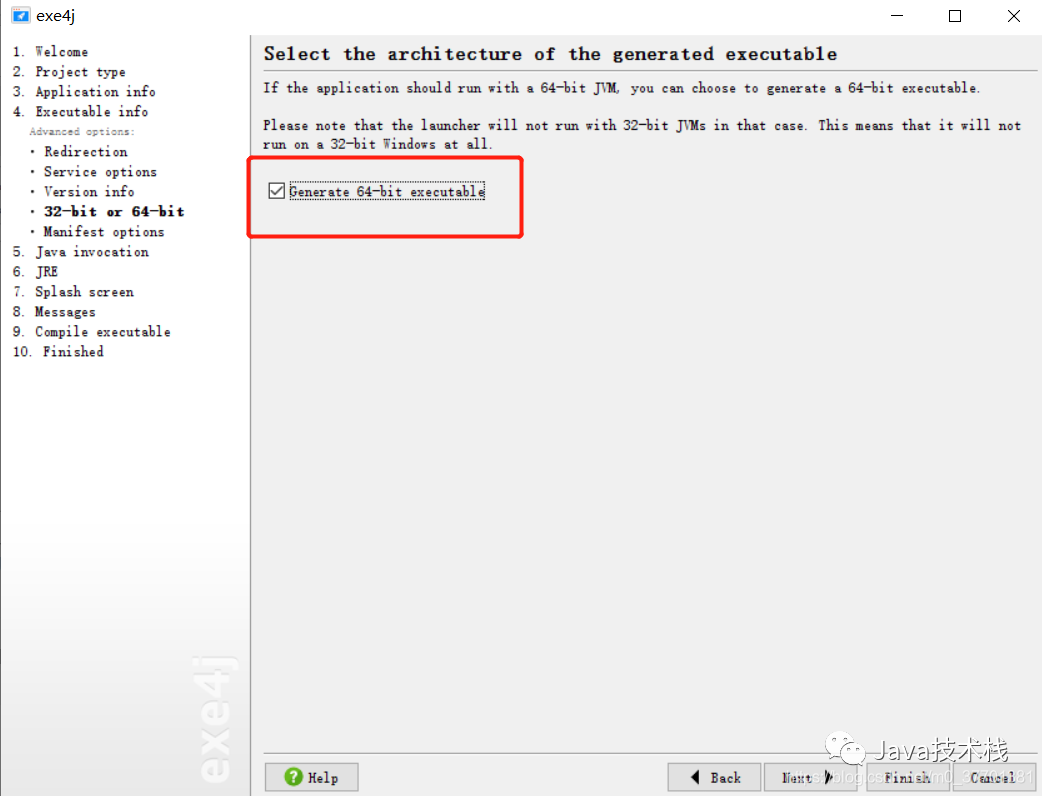 exe4j
1. Welcome
2. Project type
3. Application info
4. Executable info
Advanced options:
· Redirection
· Service options
· Version info
· 32-bit or 64-bit
· Manifest options
5. Java invocation
6. JRE
7. Splash screen
8. Messages
9. Compile executable
10. Finished
exe4j
Select the architecture of the generated executable
If the application should run with a 64-bit JVM, you can choose to generate a 64-bit executable.
Please note that the launcher will not run with 32-bit JVMs in that case. This means that it will not
run on a 32-bit Windows at all.
Generate 64-bit executable
Java技术栈
Help
Back
Next
Finish
Cancel